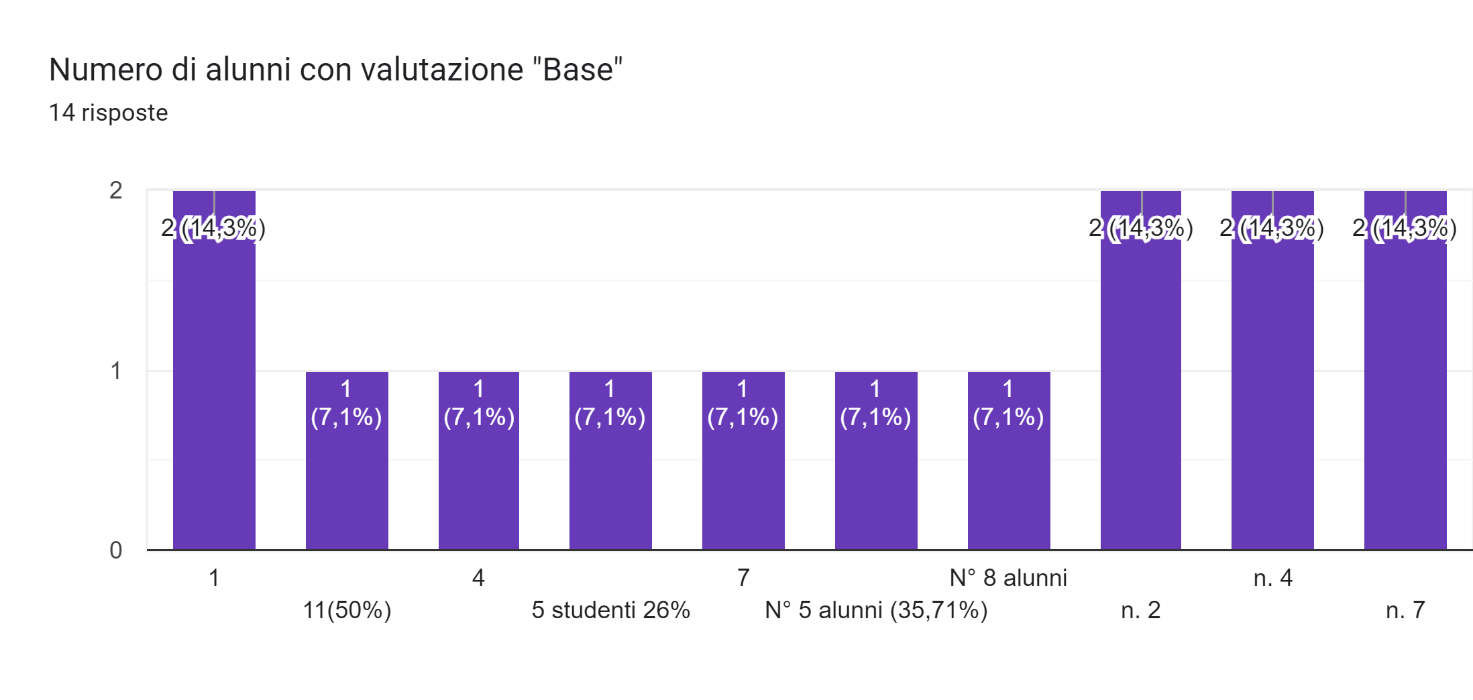 Numero di alunni con valutazione "Base"
14 risposte
2
1
0
2 (14,3%)
1
(7,1%)
1
(7,1%)
1
(7,1%)
1
(7,1%)
1
(7,1%)
1
(7,1%)
2 (14,3%)
2 (14,3%)
2 (14,3%)
1
11(50%)
4
5 studenti 26%
7
N° 5 alunni (35,71%)
N° 8 alunni
n. 2
n. 4
n. 7